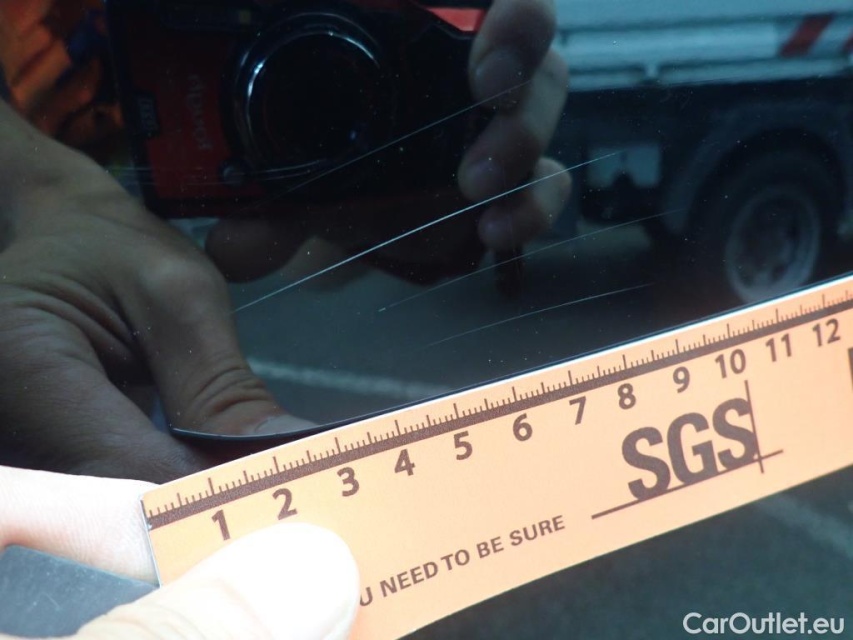 1 2 3 4 5 6 7 8 9 10 11 12
SGS
U NEED TO BE SURE
CarOutlet.eu